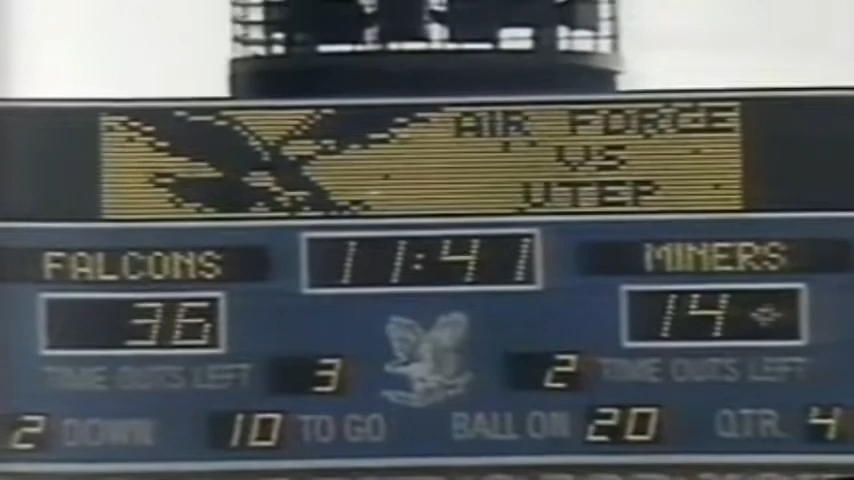 AIR FORCE
VS
UTEP
FALCONS 11:41 MINERS
36 14
TIME OUTS LEFT 3 2 TIME OUTS LEFT
2 DOWN 10 TO GO BALL ON 20 QTR. 4